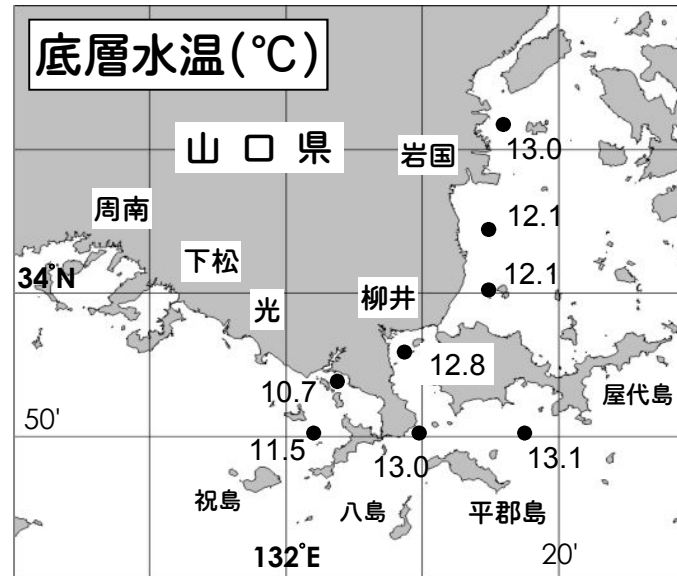 底層水温(℃)
山口県
岩国
13.0
周南
12.1
下松
34°N
12.1
光
柳井
12.8
10.7
屋代島
50'
11.5
13.0
13.1
祝島
八島
平郡島
132°E
20'